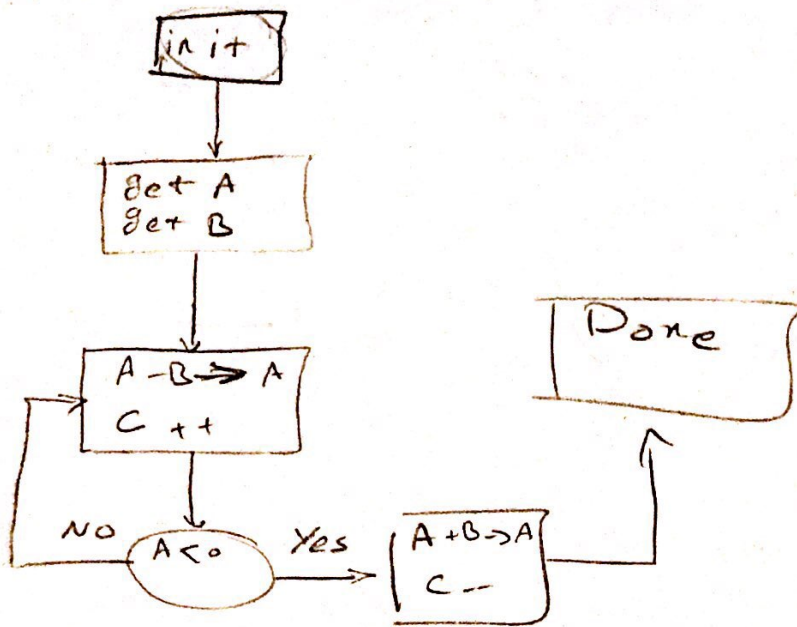 init
get A
get B
A - B → A
C ++
A < 0
No
Yes
A + B → A
C --
Done